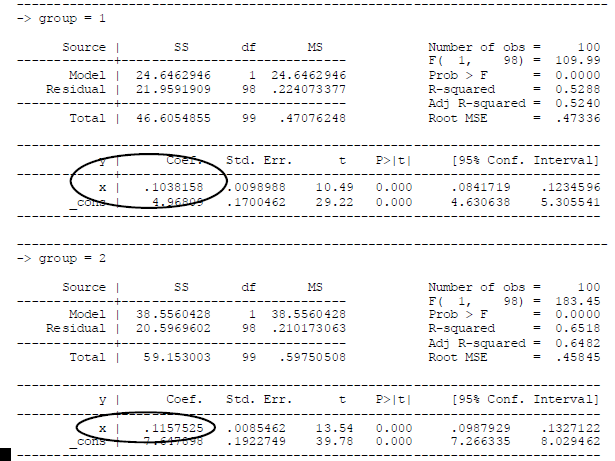 -> group = 1
Source | SS df MS Number of obs = 100
F( 1, 98) = 109.99
Model | 24.6462946 1 24.6462946 Prob > F = 0.0000
Residual | 21.9591909 98 .224073377 R-squared = 0.5288
Adj R-squared = 0.5240
Total | 46.6054855 99 .47076248 Root MSE = .47336
y | Coef. Std. Err. t P>|t| [95% Conf. Interval]
x | .1038158 .0098988 10.49 0.000 .0841719 .1234596
_cons | 4.96809 .1700462 29.22 0.000 4.630638 5.305541
-> group = 2
Source | SS df MS Number of obs = 100
F( 1, 98) = 183.45
Model | 38.5560428 1 38.5560428 Prob > F = 0.0000
Residual | 20.5969602 98 .210173063 R-squared = 0.6518
Adj R-squared = 0.6482
Total | 59.153003 99 .59750508 Root MSE = .45845
y | Coef. Std. Err. t P>|t| [95% Conf. Interval]
x | .1157525 .0085462 13.54 0.000 .0987929 .1327122
_cons | 7.647898 .1922749 39.78 0.000 7.266335 8.029462